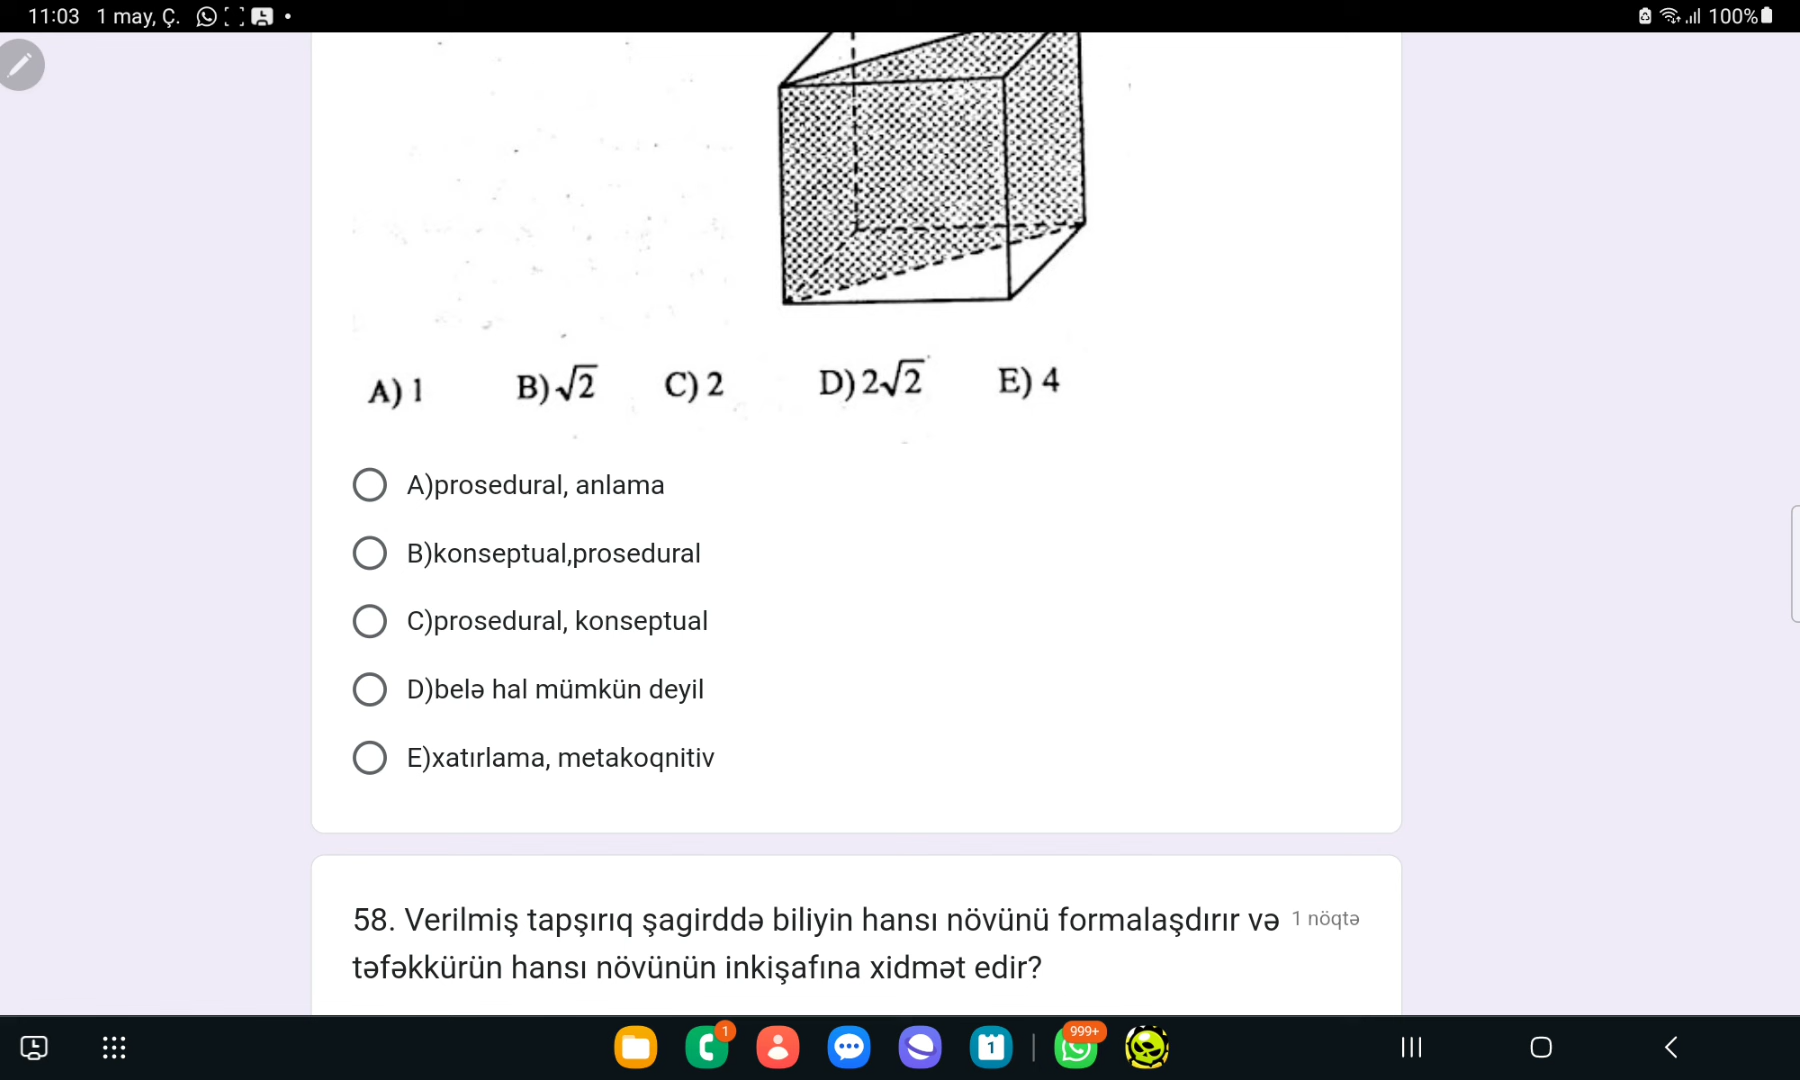 11:03 1 may, Ç. 100%
A) 1 B) √2 C) 2 D) 2√2 E) 4
A)prosedural, anlama
B)konseptual,prosedural
C)prosedural, konseptual
D)belə hal mümkün deyil
E)xatırlama, metakoqnitiv
58. Verilmiş tapşırıq şagirddə biliyin hansı növünü formalaşdırır və 1 nöqtə
təfəkkürün hansı növünün inkişafına xidmət edir?
1
1
999+